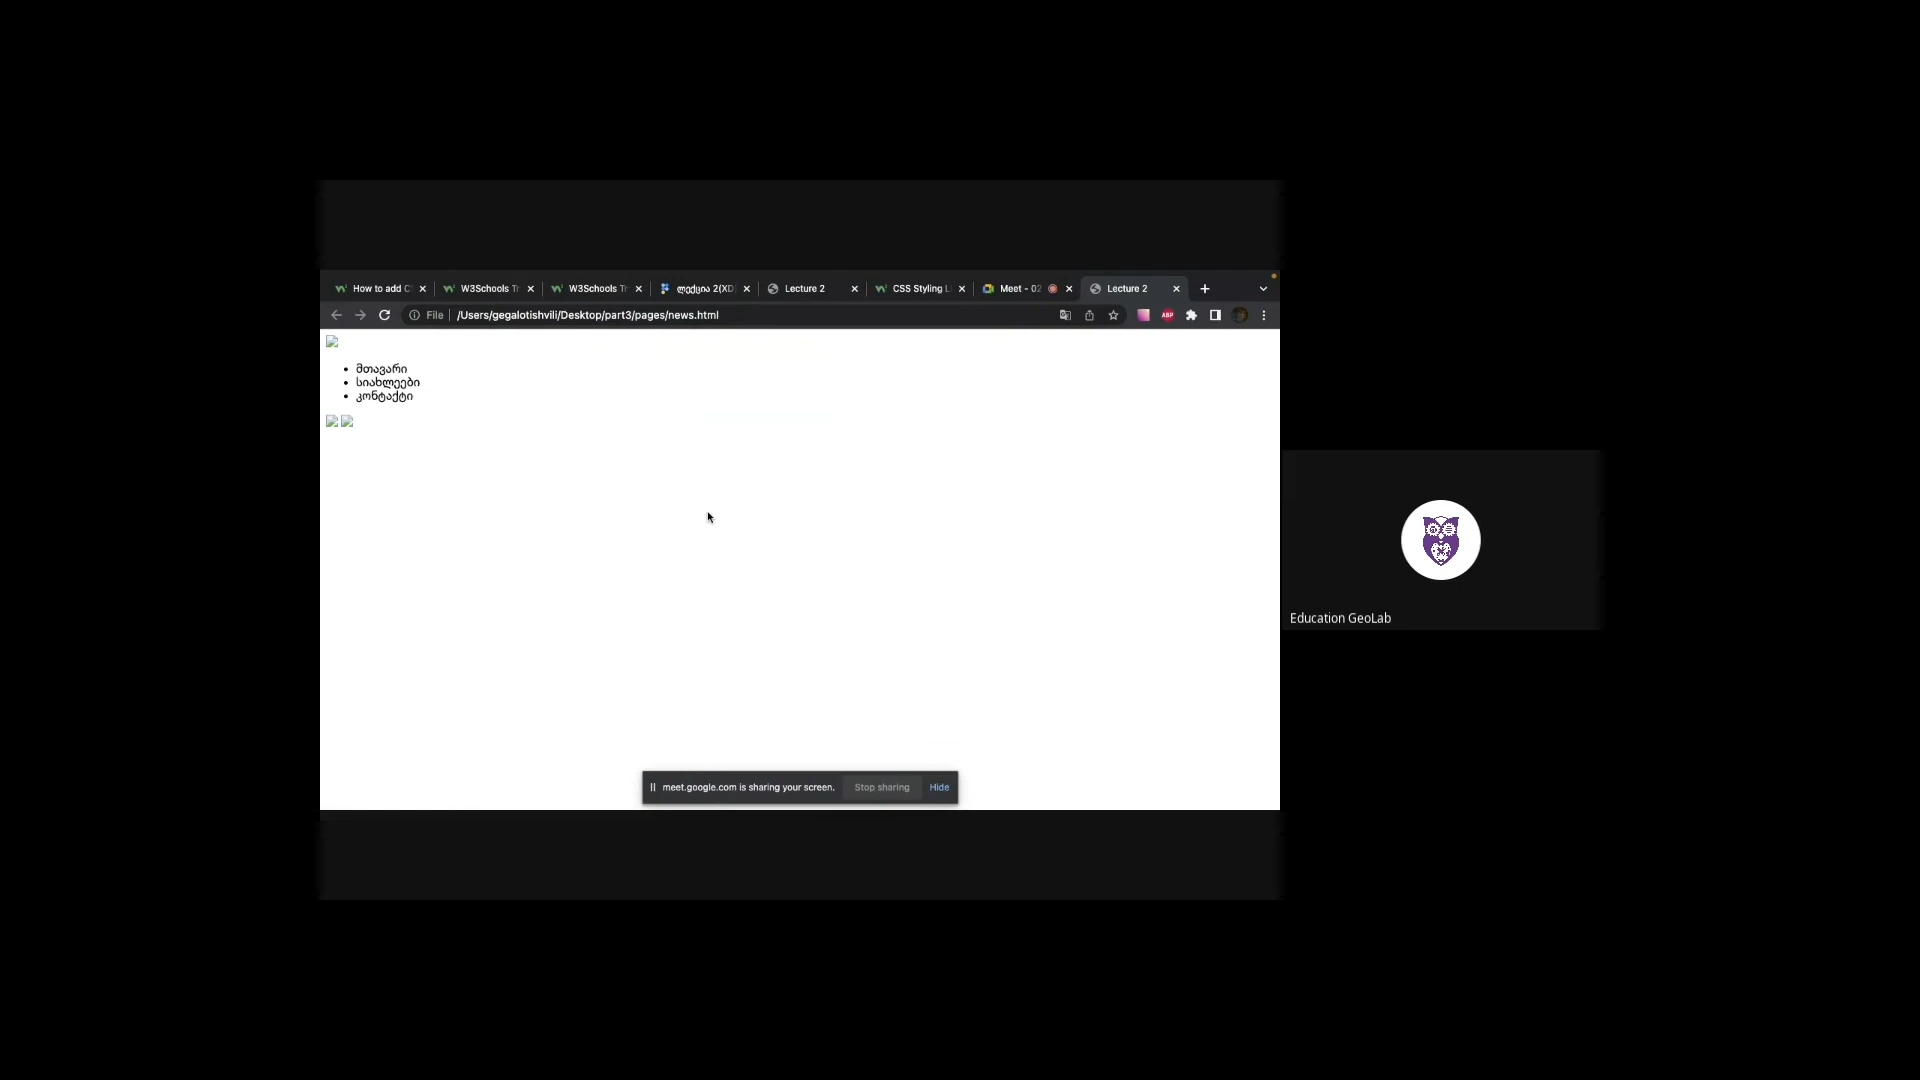 How to add C
W3Schools T
W3Schools T
ლექცია 2(XD
Lecture 2
CSS Styling L
Meet - 02
Lecture 2
File
/Users/gegalotishvili/Desktop/part3/pages/news.html
ABP
მთავარი
სიახლეები
კონტაქტი
meet.google.com is sharing your screen.
Stop sharing
Hide
Education GeoLab